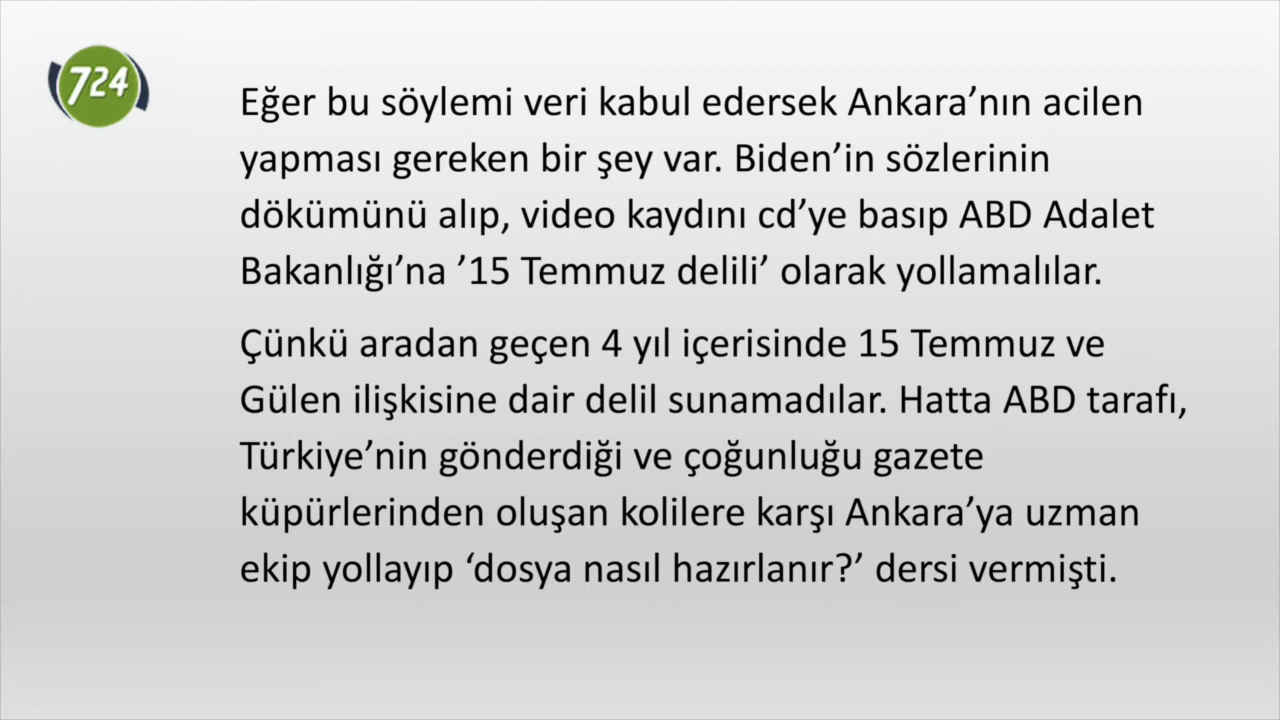 724
Eğer bu söylemi veri kabul edersek Ankara’nın acilen
yapması gereken bir şey var. Biden’in sözlerinin
dökümünü alıp, video kaydını cd’ye basıp ABD Adalet
Bakanlığı’na ’15 Temmuz delili’ olarak yollamalılar.
Çünkü aradan geçen 4 yıl içerisinde 15 Temmuz ve
Gülen ilişkisine dair delil sunamadılar. Hatta ABD tarafı,
Türkiye’nin gönderdiği ve çoğunluğu gazete
küpürlerinden oluşan kolilere karşı Ankara’ya uzman
ekip yollayıp ‘dosya nasıl hazırlanır?’ dersi vermişti.